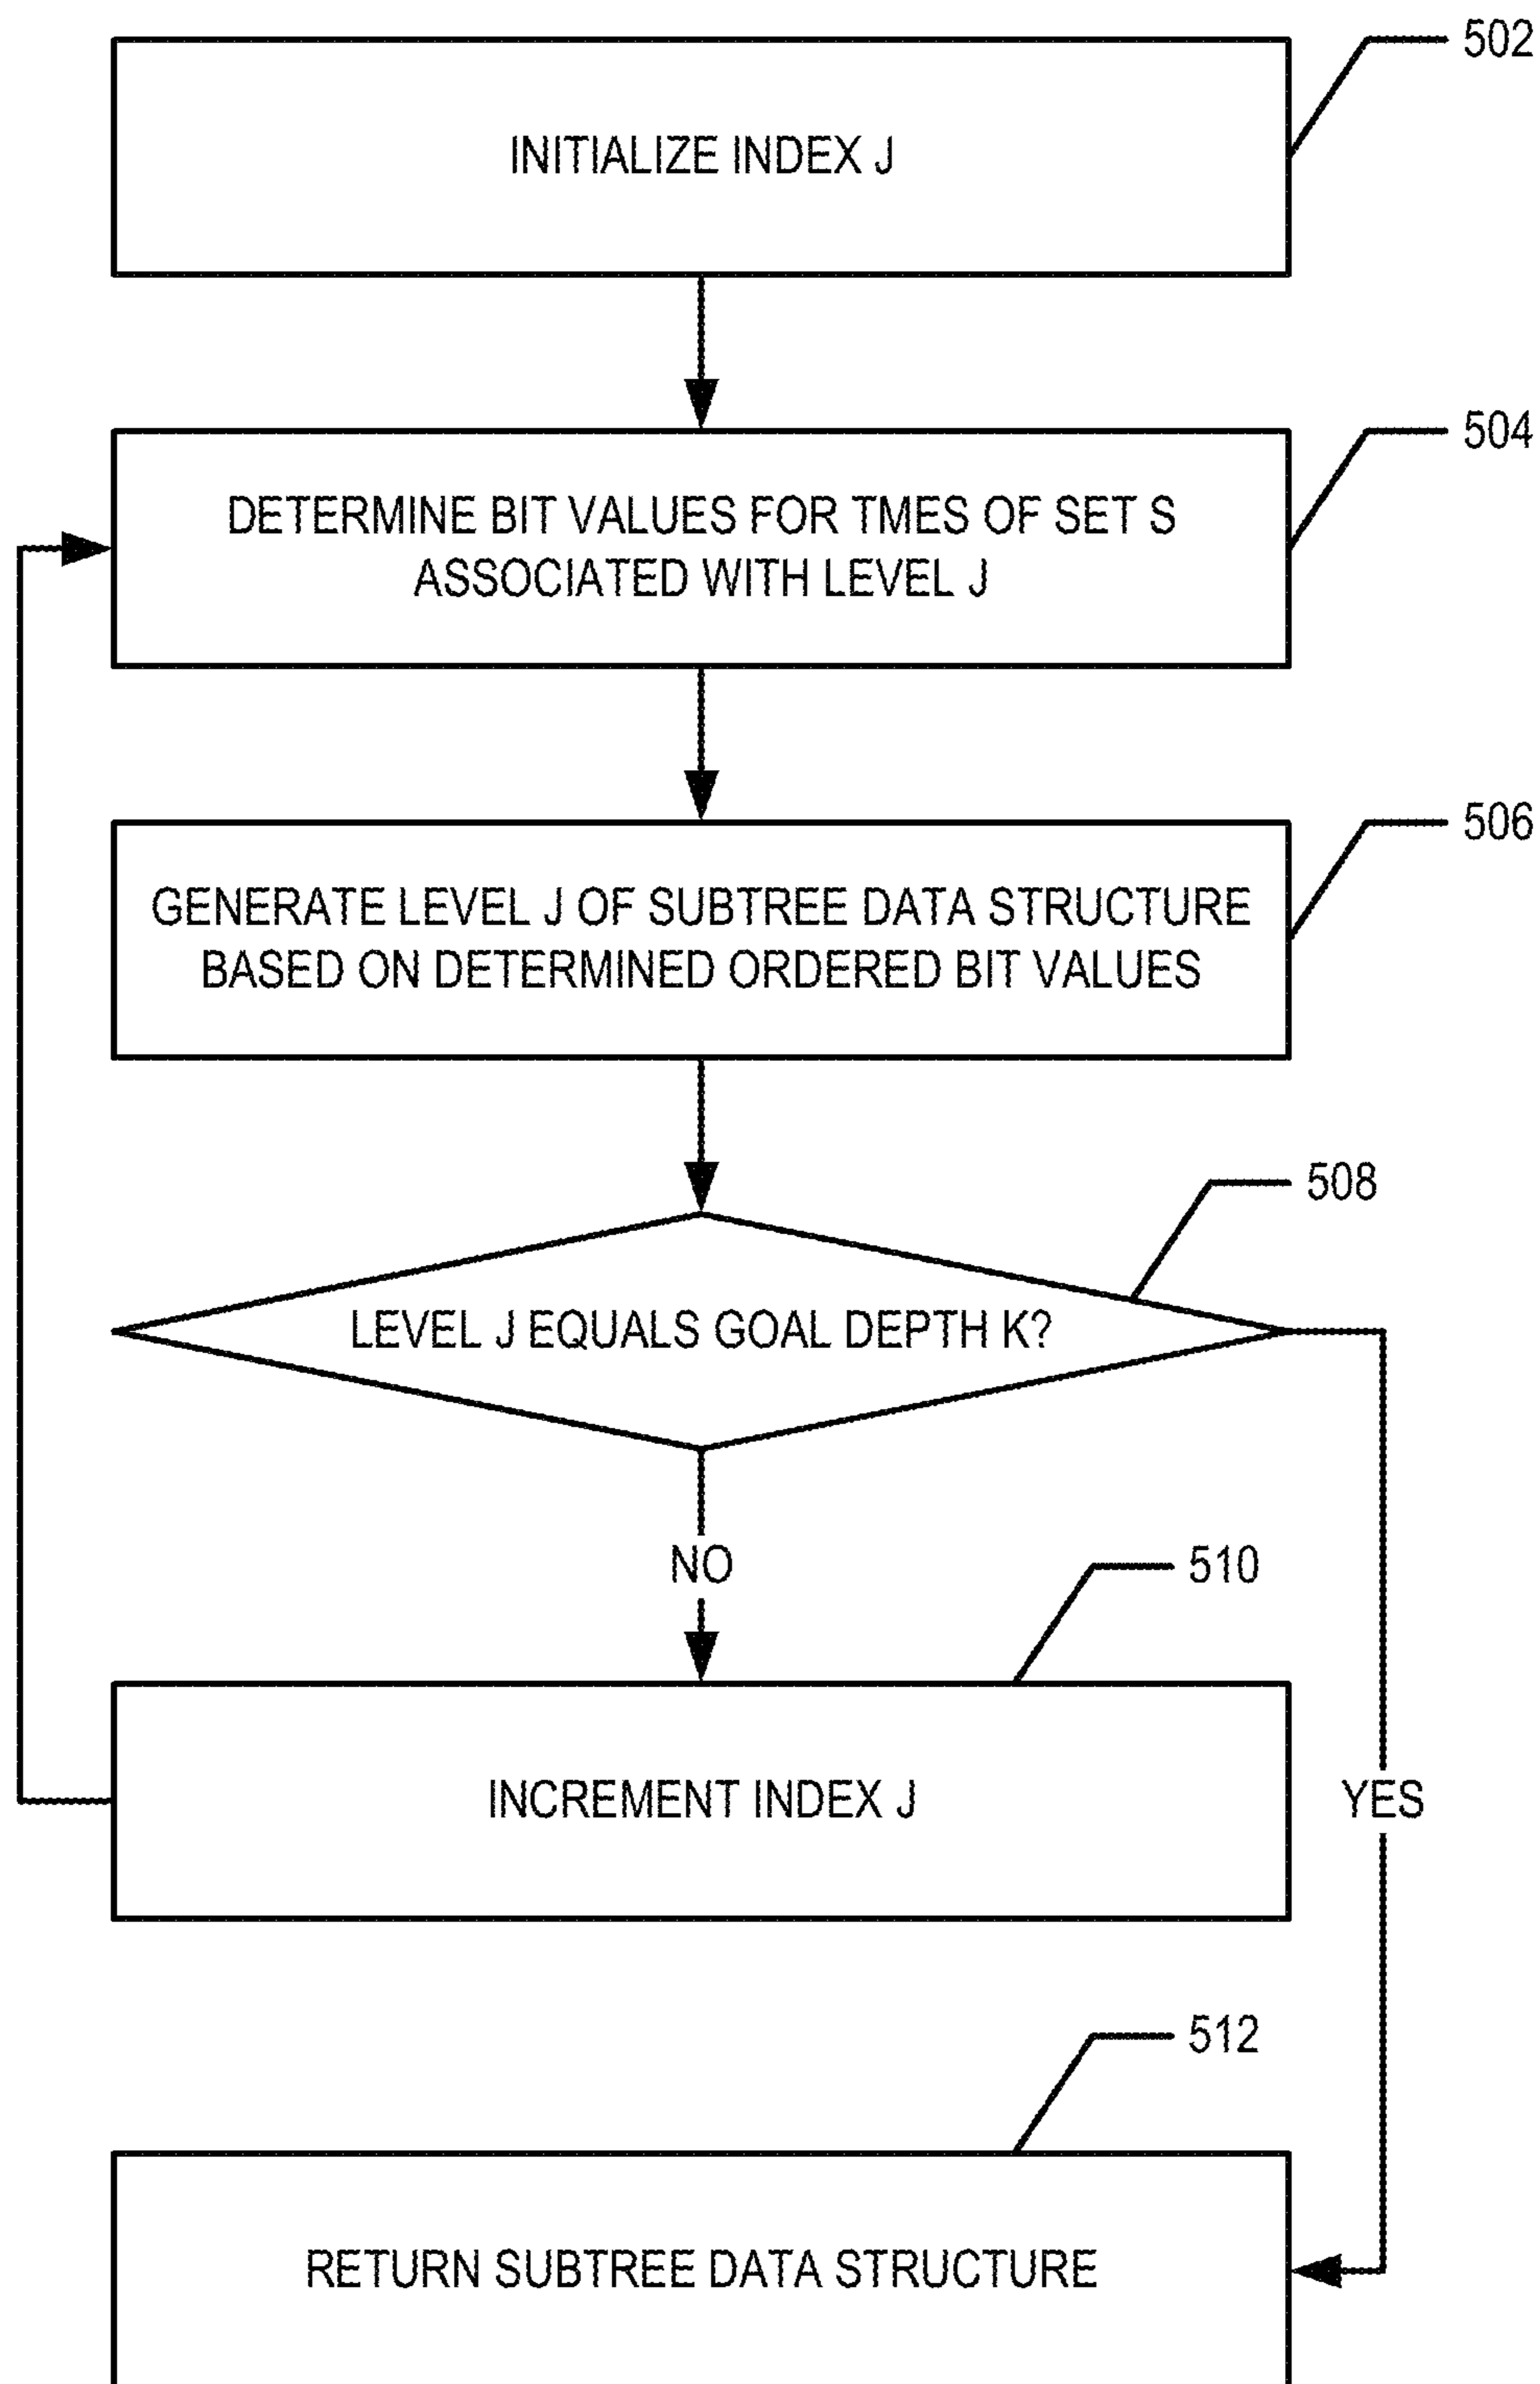 502
INITIALIZE INDEX J
504
DETERMINE BIT VALUES FOR TMES OF SET S
ASSOCIATED WITH LEVEL J
506
GENERATE LEVEL J OF SUBTREE DATA STRUCTURE
BASED ON DETERMINED ORDERED BIT VALUES
508
LEVEL J EQUALS GOAL DEPTH K?
NO
510
INCREMENT INDEX J
YES
512
RETURN SUBTREE DATA STRUCTURE